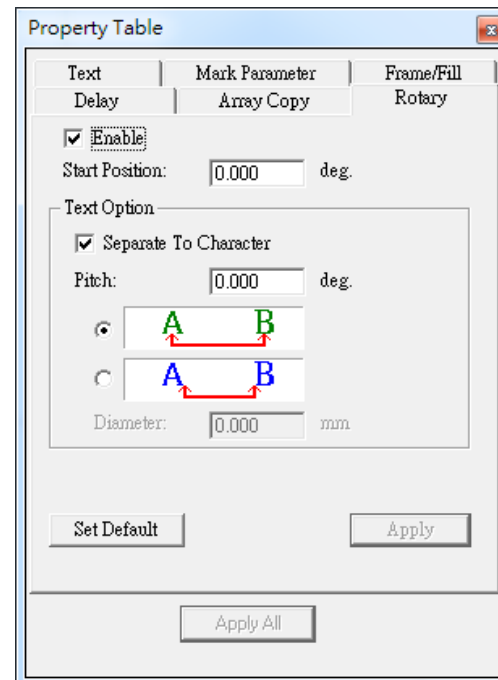 Property Table
Text Mark Parameter Frame/Fill
Delay Array Copy Rotary
Enable
Start Position: 0.000 deg.
Text Option
Separate To Character
Pitch: 0.000 deg.
A B
A B
Diameter: 0.000 mm
Set Default Apply
Apply All